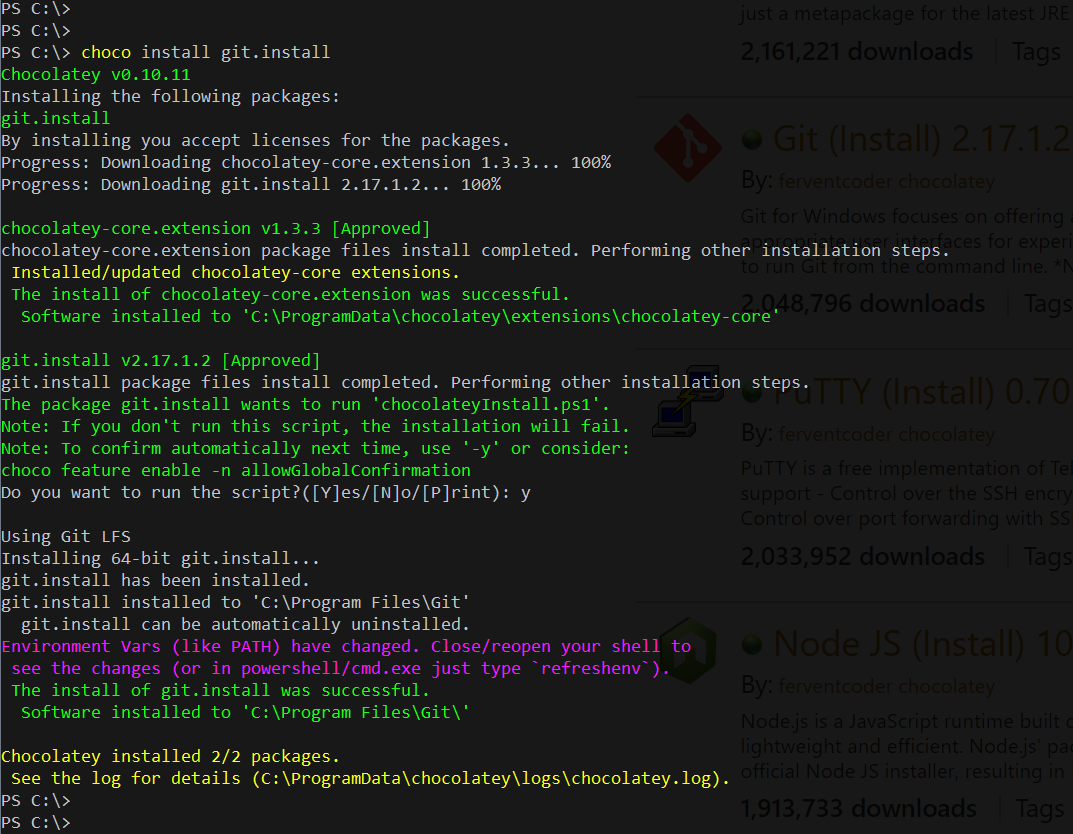 PS C:\>
PS C:\>
PS C:\> choco install git.install
Chocolatey v0.10.11
Installing the following packages:
git.install
By installing you accept licenses for the packages.
Progress: Downloading chocolatey-core.extension 1.3.3... 100%
Progress: Downloading git.install 2.17.1.2... 100%
chocolatey-core.extension v1.3.3 [Approved]
chocolatey-core.extension package files install completed. Performing other installation steps.
 Installed/updated chocolatey-core extensions.
 The install of chocolatey-core.extension was successful.
  Software installed to 'C:\ProgramData\chocolatey\extensions\chocolatey-core'
git.install v2.17.1.2 [Approved]
git.install package files install completed. Performing other installation steps.
The package git.install wants to run 'chocolateyInstall.ps1'.
Note: If you don't run this script, the installation will fail.
Note: To confirm automatically next time, use '-y' or consider:
choco feature enable -n allowGlobalConfirmation
Do you want to run the script?([Y]es/[N]o/[P]rint): y
Using Git LFS
Installing 64-bit git.install...
git.install has been installed.
git.install installed to 'C:\Program Files\Git'
  git.install can be automatically uninstalled.
Environment Vars (like PATH) have changed. Close/reopen your shell to
 see the changes (or in powershell/cmd.exe just type `refreshenv`).
 The install of git.install was successful.
  Software installed to 'C:\Program Files\Git\'
Chocolatey installed 2/2 packages.
 See the log for details (C:\ProgramData\chocolatey\logs\chocolatey.log).
PS C:\>
PS C:\>
just a metapackage for the latest JRE
2,161,221 downloads
Tags
Git (Install) 2.17.1.2
By: ferventcoder chocolatey
Git for Windows focuses on offering
appropriate user interfaces for experi
to run Git from the command line. *N
2,048,796 downloads
Tags
PuTTY (Install) 0.70
By: ferventcoder chocolatey
PuTTY is a free implementation of Tel
support - Control over the SSH encry
Control over port forwarding with SS
2,033,952 downloads
Tags
Node JS (Install) 10
By: ferventcoder chocolatey
Node.js is a JavaScript runtime built
lightweight and efficient. Node.js` pa
official Node JS installer, resulting in
1,913,733 downloads
Tags